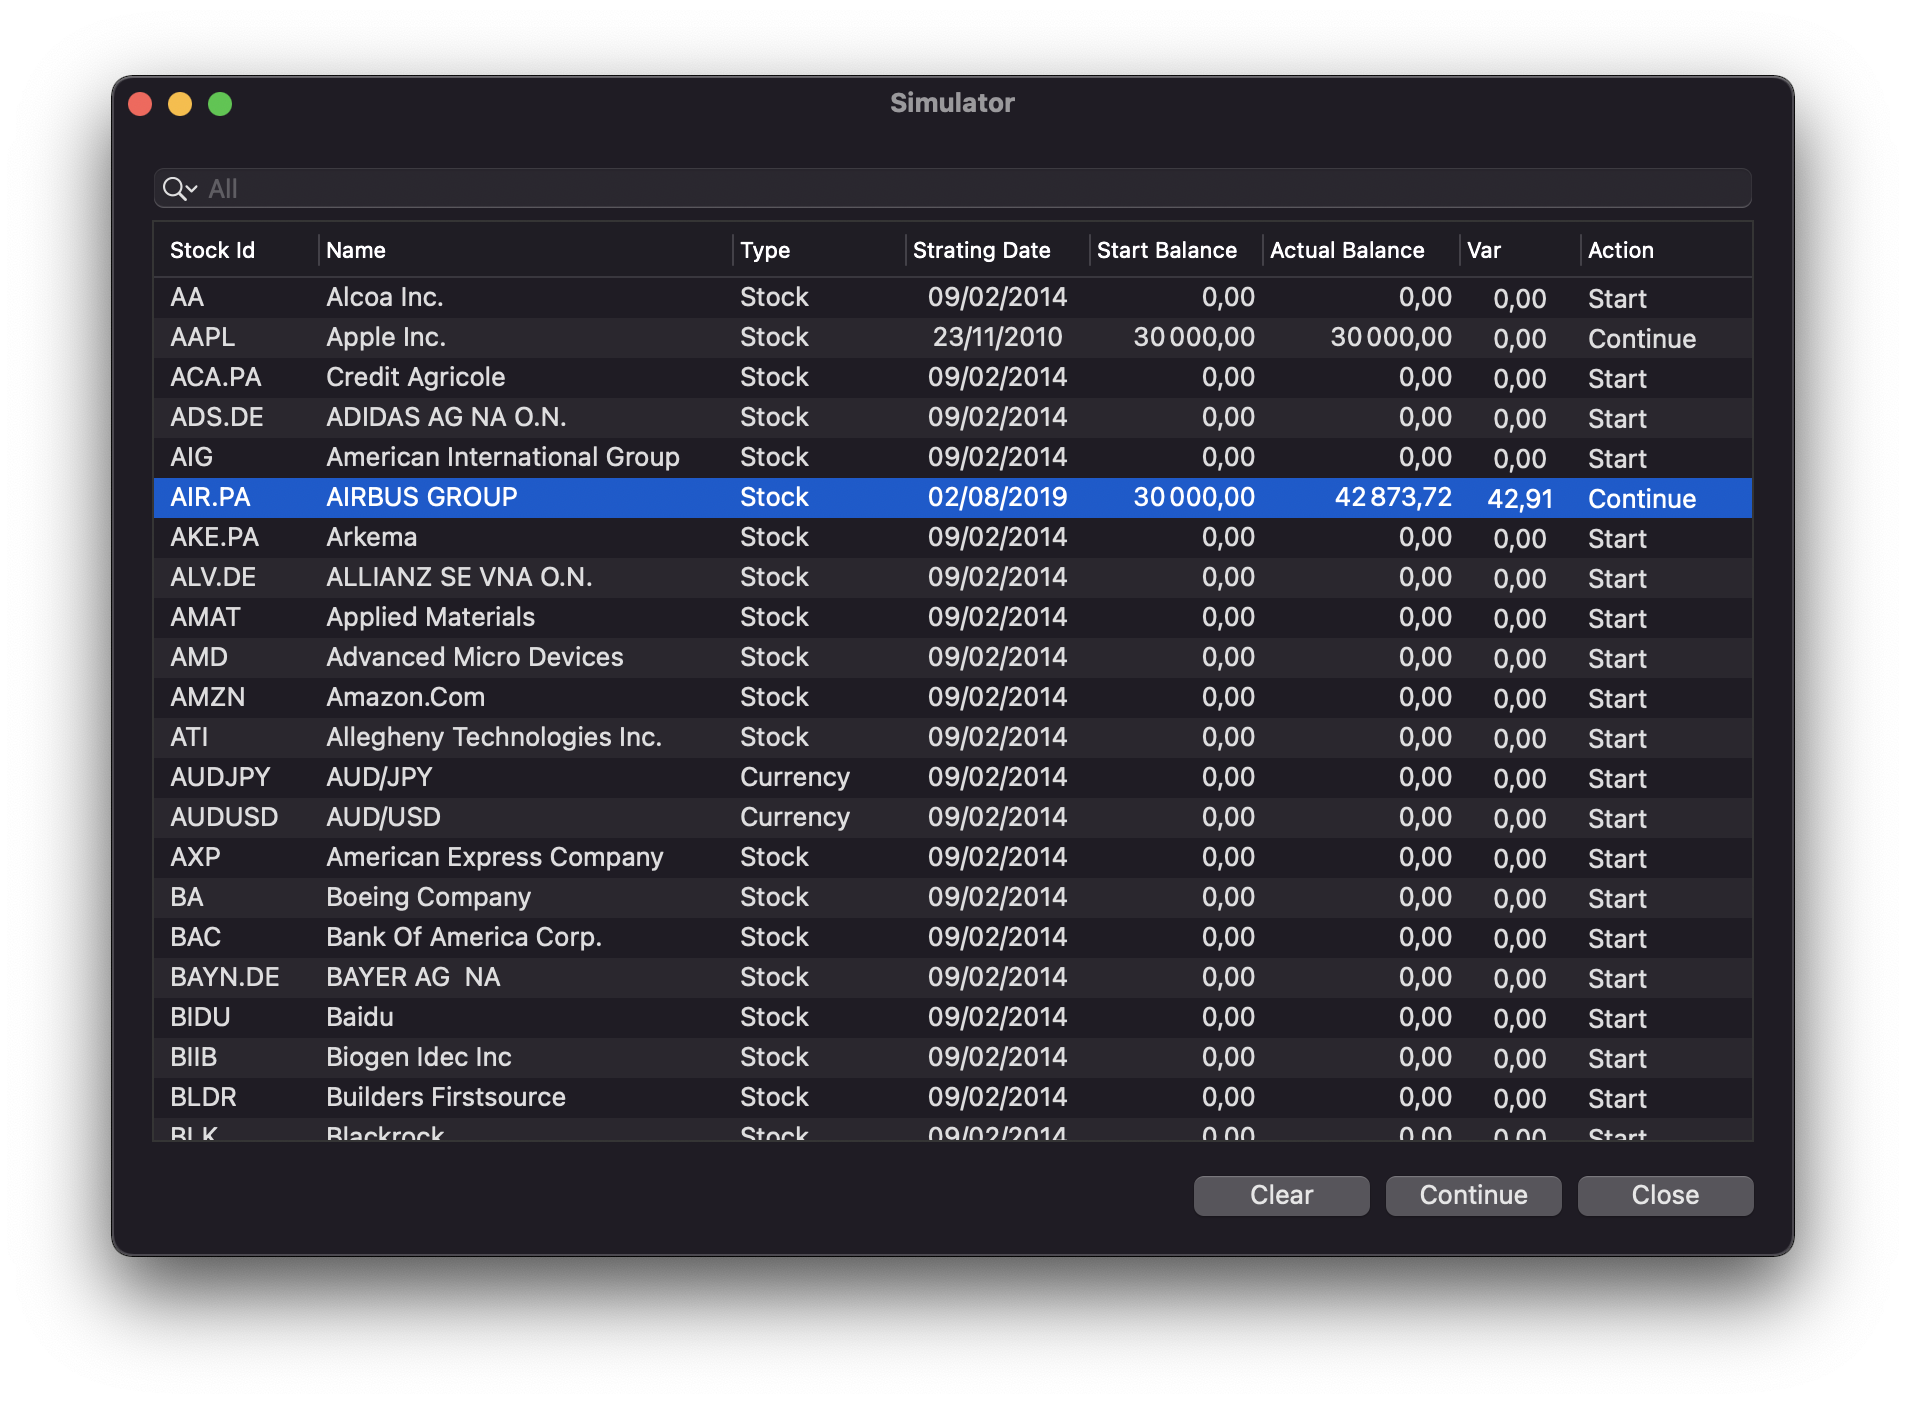 Simulator
All
Stock Id Name Type Strating Date Start Balance Actual Balance Var Action
AA Alcoa Inc. Stock 09/02/2014 0,00 0,00 0,00 Start
AAPL Apple Inc. Stock 23/11/2010 30 000,00 30 000,00 0,00 Continue
ACA.PA Credit Agricole Stock 09/02/2014 0,00 0,00 0,00 Start
ADS.DE ADIDAS AG NA O.N. Stock 09/02/2014 0,00 0,00 0,00 Start
AIG American International Group Stock 09/02/2014 0,00 0,00 0,00 Start
AIR.PA AIRBUS GROUP Stock 02/08/2019 30 000,00 42 873,72 42,91 Continue
AKE.PA Arkema Stock 09/02/2014 0,00 0,00 0,00 Start
ALV.DE ALLIANZ SE VNA O.N. Stock 09/02/2014 0,00 0,00 0,00 Start
AMAT Applied Materials Stock 09/02/2014 0,00 0,00 0,00 Start
AMD Advanced Micro Devices Stock 09/02/2014 0,00 0,00 0,00 Start
AMZN Amazon.Com Stock 09/02/2014 0,00 0,00 0,00 Start
ATI Allegheny Technologies Inc. Stock 09/02/2014 0,00 0,00 0,00 Start
AUDJPY AUD/JPY Currency 09/02/2014 0,00 0,00 0,00 Start
AUDUSD AUD/USD Currency 09/02/2014 0,00 0,00 0,00 Start
AXP American Express Company Stock 09/02/2014 0,00 0,00 0,00 Start
BA Boeing Company Stock 09/02/2014 0,00 0,00 0,00 Start
BAC Bank Of America Corp. Stock 09/02/2014 0,00 0,00 0,00 Start
BAYN.DE BAYER AG  NA Stock 09/02/2014 0,00 0,00 0,00 Start
BIDU Baidu Stock 09/02/2014 0,00 0,00 0,00 Start
BIIB Biogen Idec Inc Stock 09/02/2014 0,00 0,00 0,00 Start
BLDR Builders Firstsource Stock 09/02/2014 0,00 0,00 0,00 Start
BLK Blackrock Stock 09/02/2014 0,00 0,00 0,00 Start
Clear Continue Close